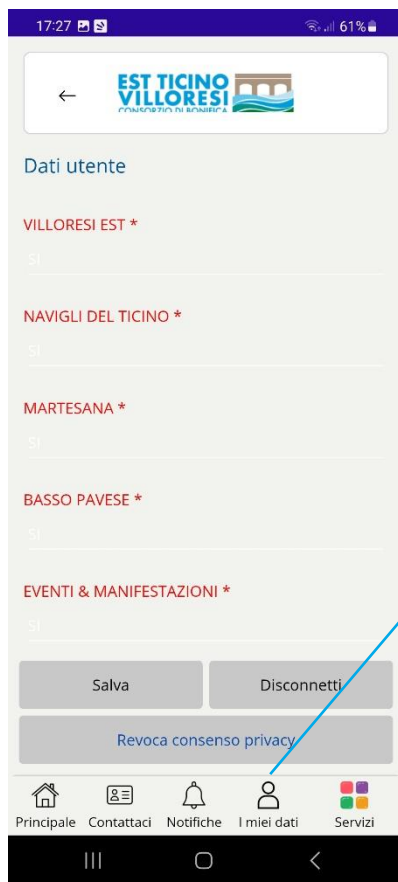 17:27 61%
EST TICINO
VILLORESI
CONSORZIO DI BONIFICA
Dati utente
VILLORESI EST *
SI
NAVIGLI DEL TICINO *
SI
MARTESANA *
SI
BASSO PAVESE *
SI
EVENTI & MANIFESTAZIONI *
SI
Salva Disconnetti
Revoca consenso privacy
Principale Contattaci Notifiche I miei dati Servizi